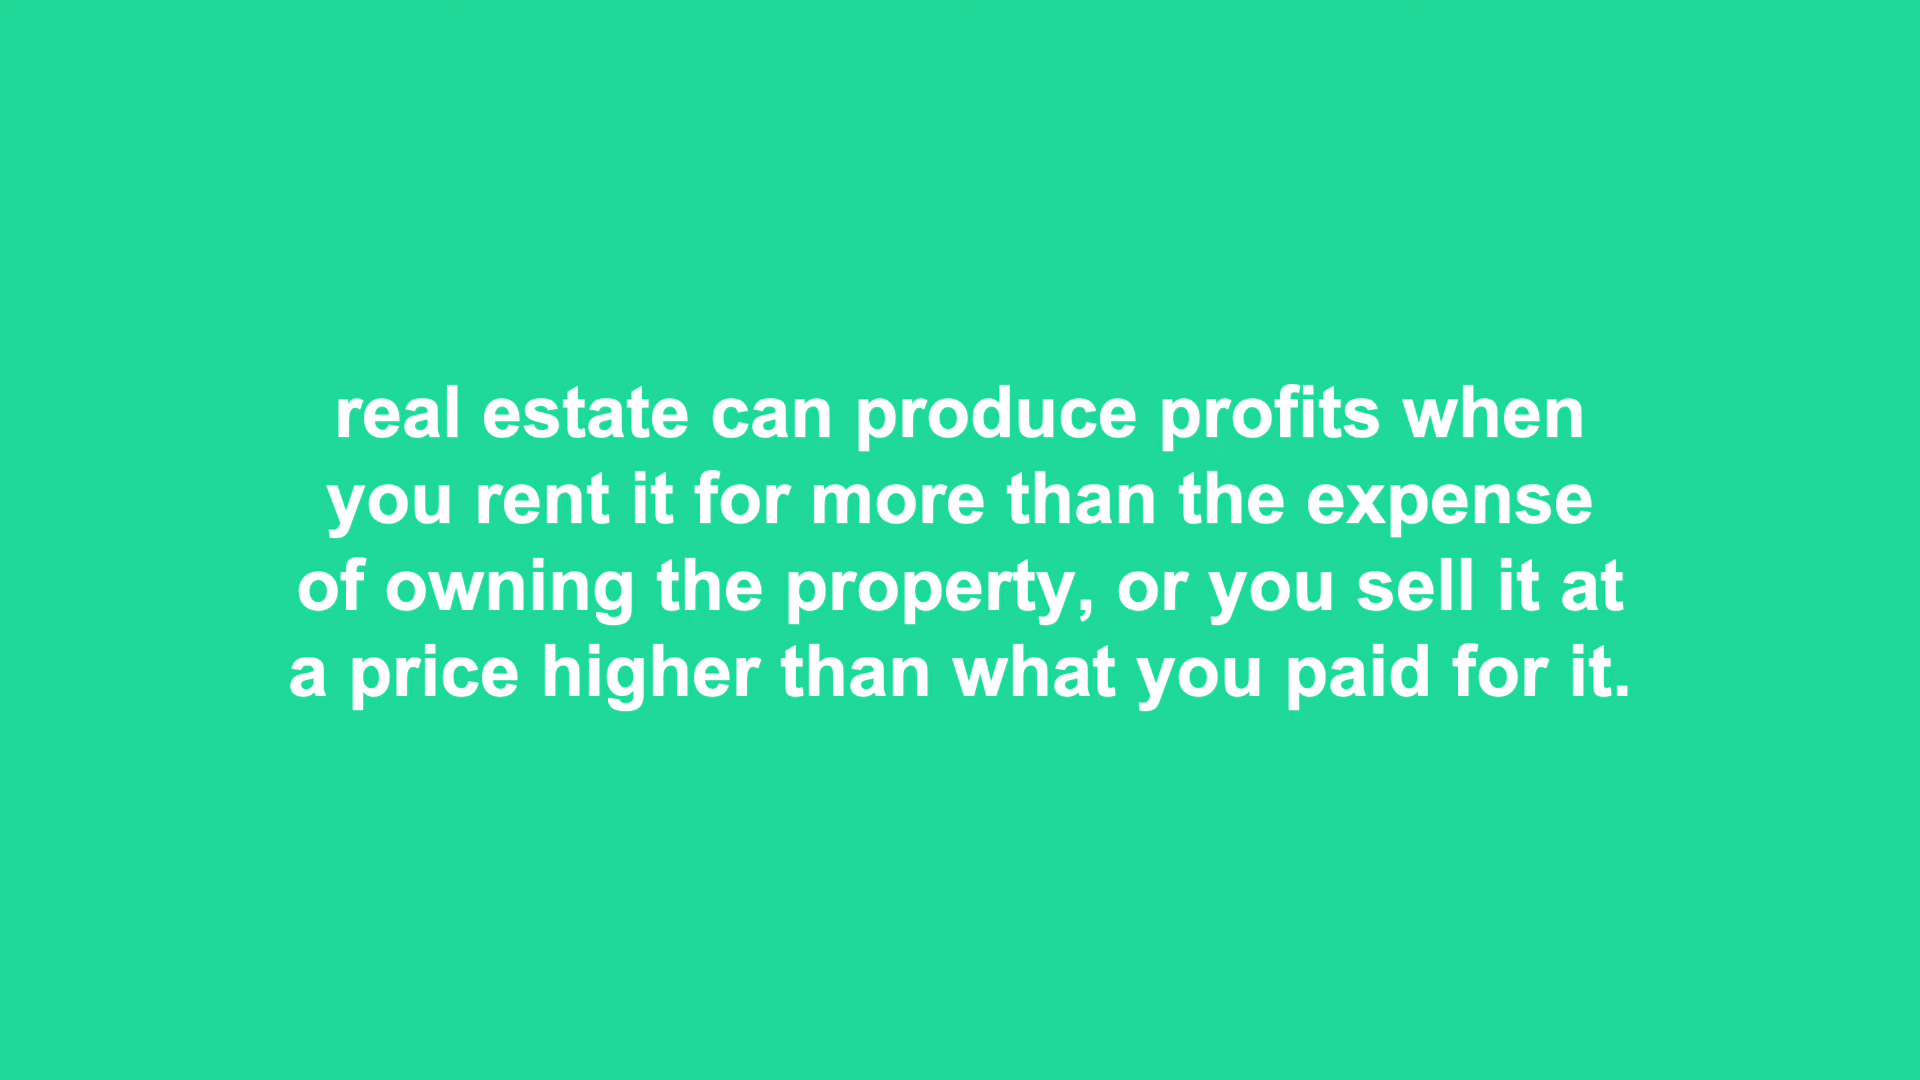 real estate can produce profits when
you rent it for more than the expense
of owning the property, or you sell it at
a price higher than what you paid for it.